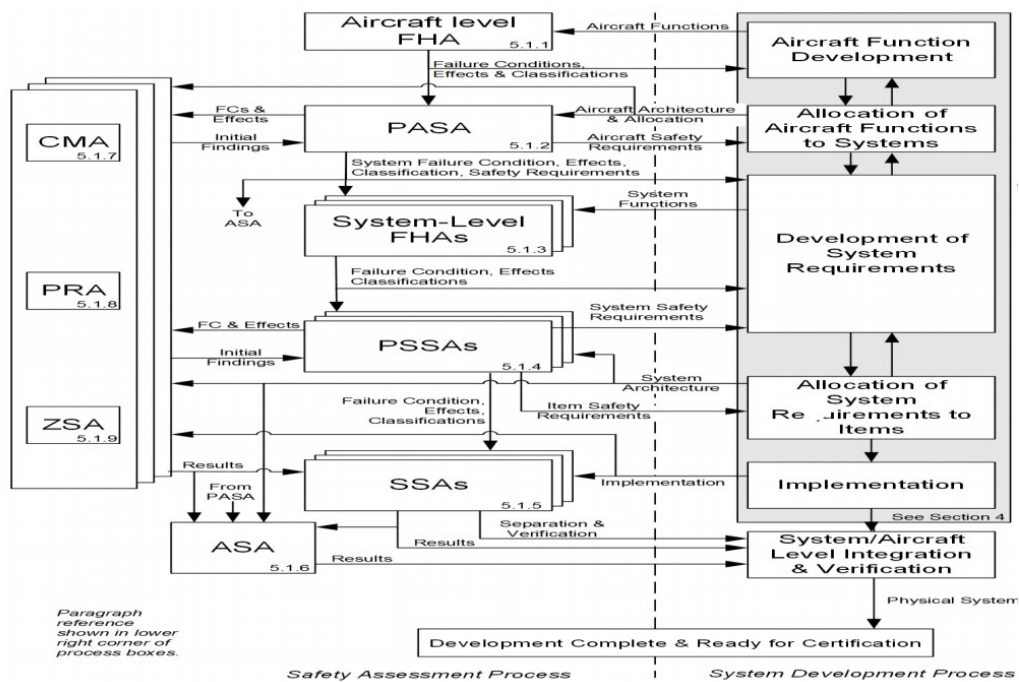 Aircraft level
FHA
5.1.1
Aircraft Functions
Aircraft Function
Development
Failure Conditions,
Effects & Classifications
FCs &
Effects
Initial
Findings
PASA
5.1.2
Aircraft Architecture
& Allocation
Aircraft Safety
Requirements
Allocation of
Aircraft Functions
to Systems
CMA
5.1.7
System Failure Condition, Effects,
Classification, Safety Requirements
To
ASA
System-Level
FHAs
5.1.3
System
Functions
Development of
System
Requirements
Failure Condition, Effects
Classifications
PRA
5.1.8
FC & Effects
Initial
Findings
PSSAs
5.1.4
System Safety
Requirements
System
Architecture
Item Safety
Requirements
Allocation of
System
to
Items
Failure Condition,
Effects,
Classifications
ZSA
5.1.9
Results
From
PASA
SSAs
5.1.5
Implementation
Implementation
See Section 4
ASA
5.1.6
Separation &
Verification
Results
Results
System/Aircraft
Level Integration
& Verification
Physical System
Paragraph
reference
shown in lower
right corner of
process boxes.
Development Complete & Ready for Certification
Safety Assessment Process
System Development Process